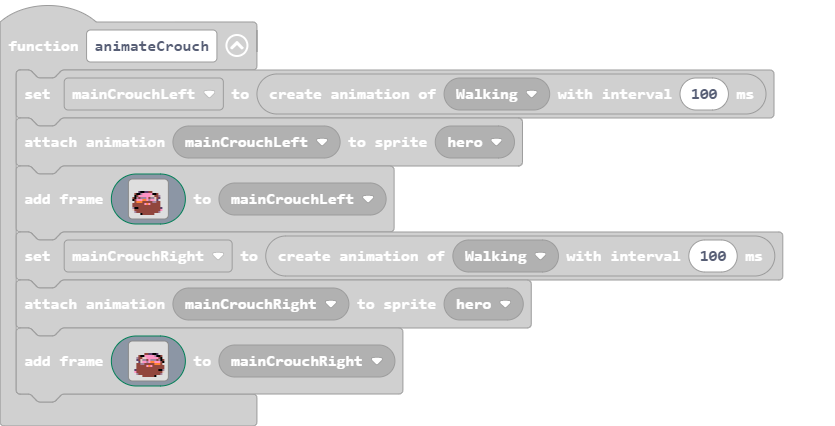 function animateCrouch
set mainCrouchLeft to create animation of Walking with interval 100 ms
attach animation mainCrouchLeft to sprite hero
add frame to mainCrouchLeft
set mainCrouchRight to create animation of Walking with interval 100 ms
attach animation mainCrouchRight to sprite hero
add frame to mainCrouchRight